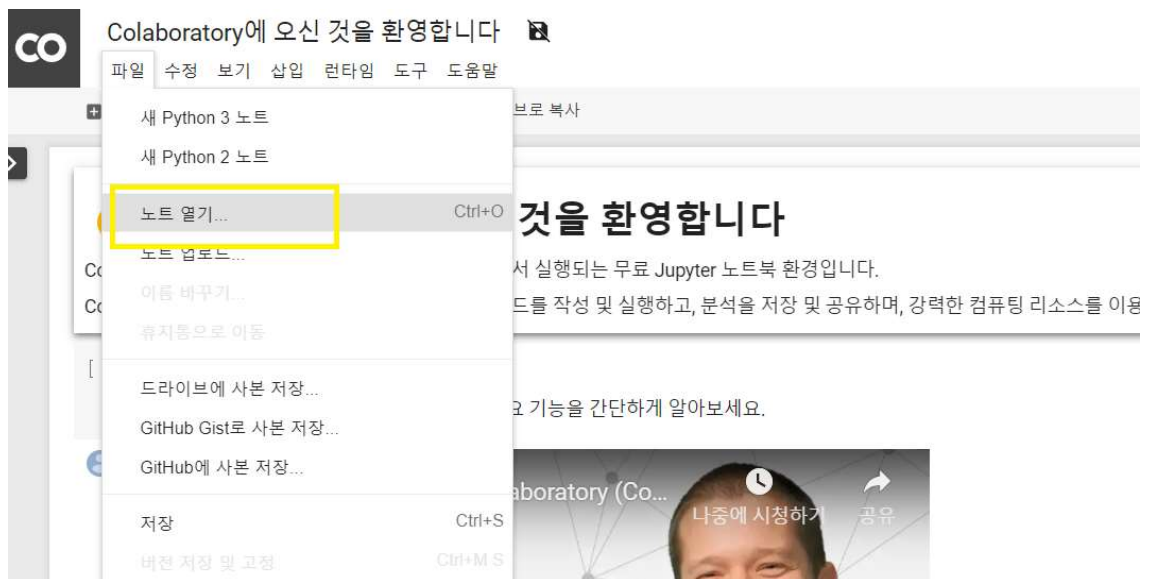 CO
Colaboratory에 오신 것을 환영합니다
파일 수정 보기 삽입 런타임 도구 도움말
브로 복사
새 Python 3 노트
새 Python 2 노트
노트 열기... Ctrl+O
것을 환영합니다
노트 업로드...
서 실행되는 무료 Jupyter 노트북 환경입니다.
이름 바꾸기...
드를 작성 및 실행하고, 분석을 저장 및 공유하며, 강력한 컴퓨팅 리소스를 이용
휴지통으로 이동
드라이브에 사본 저장...
요 기능을 간단하게 알아보세요.
GitHub Gist로 사본 저장...
GitHub에 사본 저장...
aboratory (Co...
나중에 시청하기 공유
저장 Ctrl+S
버전 저장 및 고정 Ctrl+M S